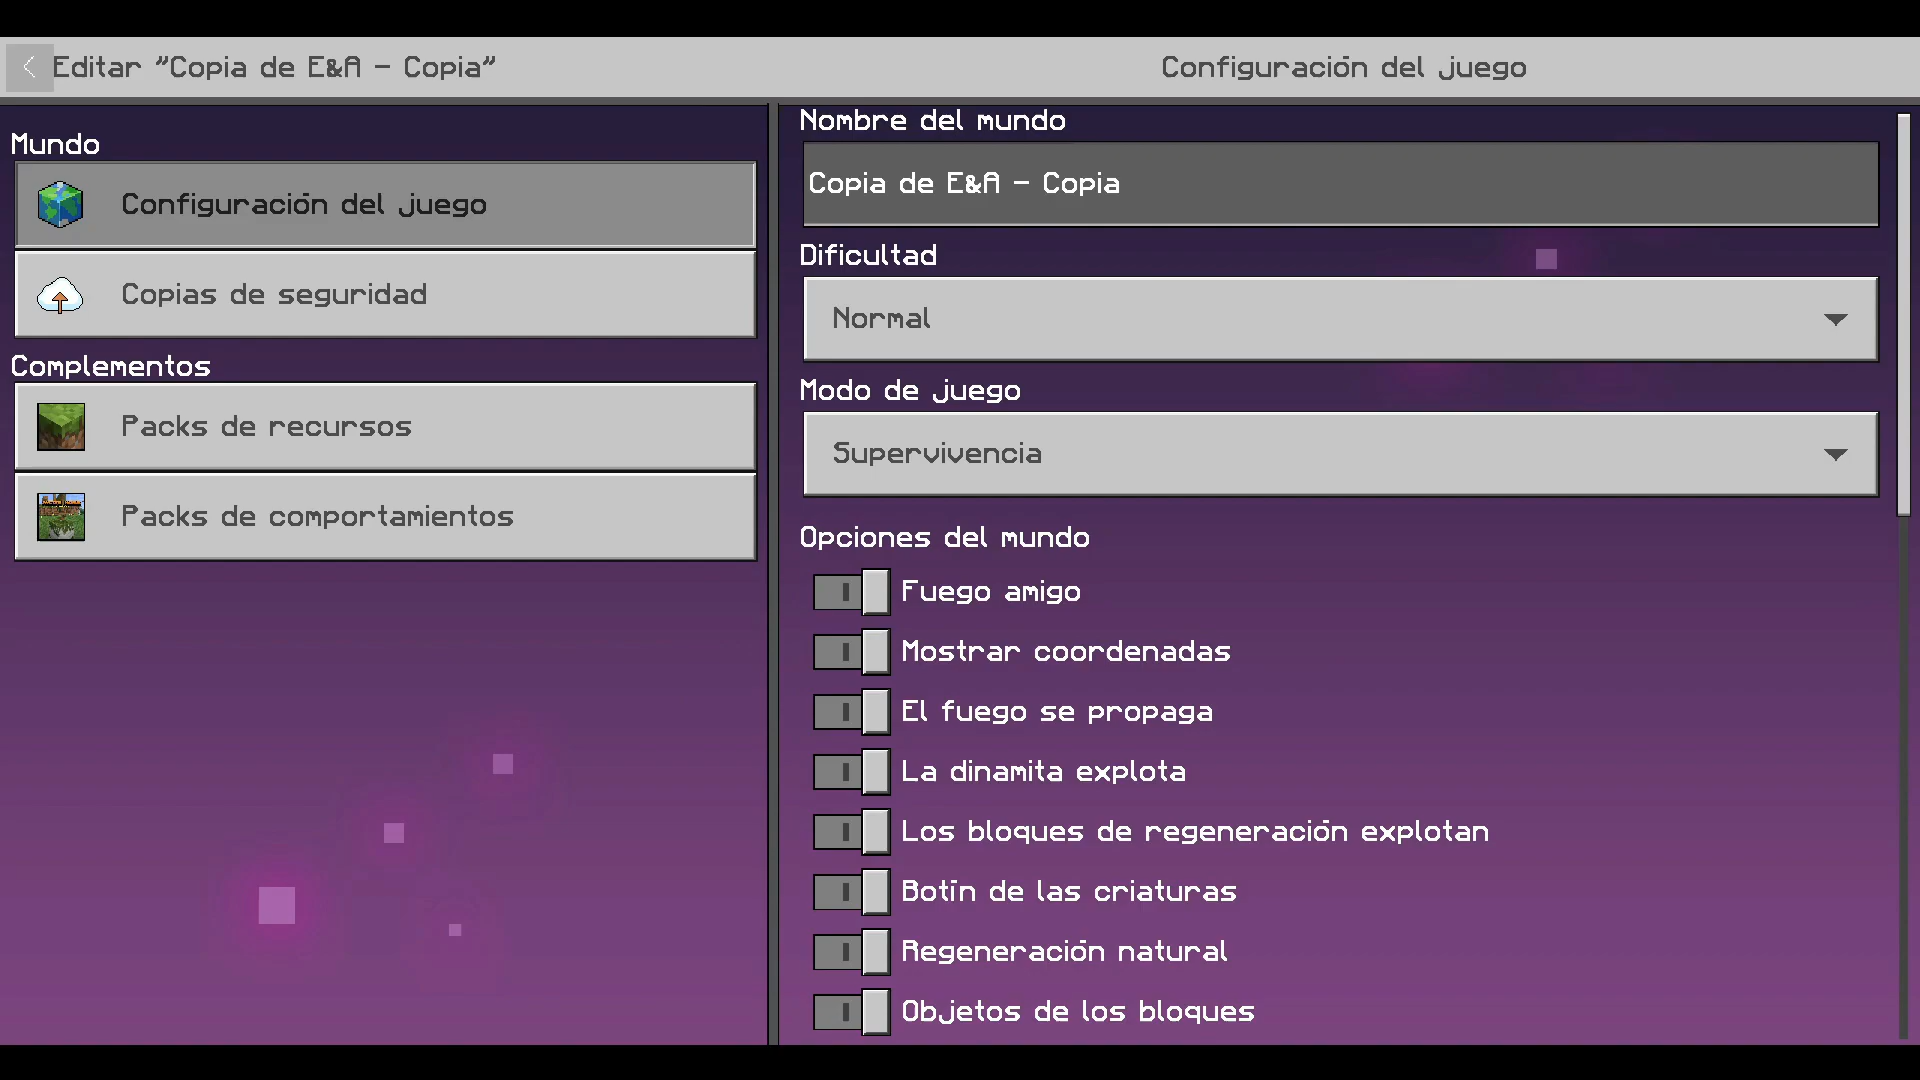 Editar "Copia de E&A - Copia"
Configuración del juego
Mundo
Configuración del juego
Copias de seguridad
Complementos
Packs de recursos
Packs de comportamientos
Nombre del mundo
Copia de E&A - Copia
Dificultad
Normal
Modo de juego
Supervivencia
Opciones del mundo
Fuego amigo
Mostrar coordenadas
El fuego se propaga
La dinamita explota
Los bloques de regeneración explotan
Botín de las criaturas
Regeneración natural
Objetos de los bloques